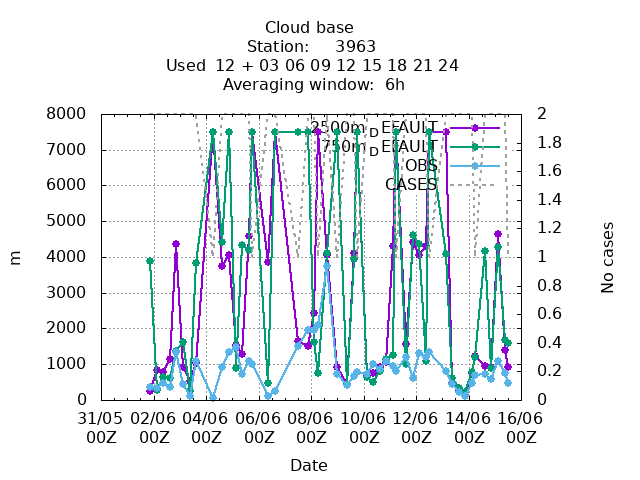 Cloud base
Station: 3963
Used 12 + 03 06 09 12 15 18 21 24
Averaging window: 6h
8000
7000
6000
5000
4000
3000
2000
1000
0
m
2500m_DEFAULT
750m_DEFAULT
OBS
CASES
2
1.8
1.6
1.4
1.2
1
0.8
0.6
0.4
0.2
0
No cases
31/05 02/06 04/06 06/06 08/06 10/06 12/06 14/06 16/06
00Z 00Z 00Z 00Z 00Z 00Z 00Z 00Z 00Z
Date